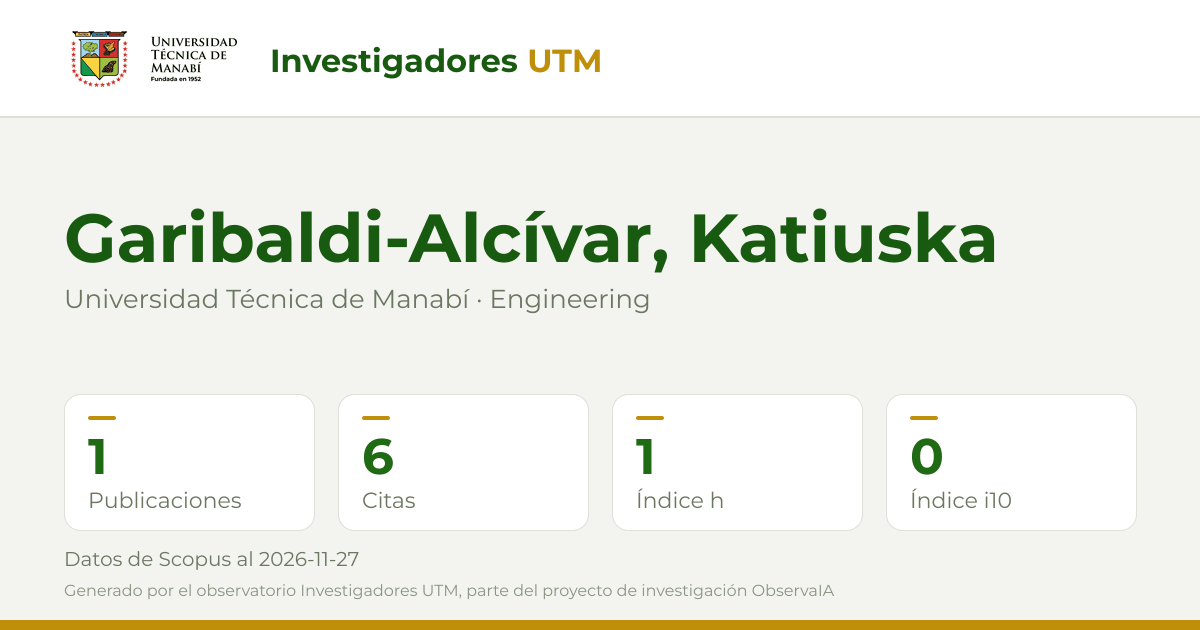 UNIVERSIDAD
TÉCNICA DE
MANABÍ
Fundada en 1952
Investigadores UTM
Garibaldi-Alcívar, Katiuska
Universidad Técnica de Manabí · Engineering
1
Publicaciones
6
Citas
1
Índice h
0
Índice i10
Datos de Scopus al 2026-11-27
Generado por el observatorio Investigadores UTM, parte del proyecto de investigación ObservaIA